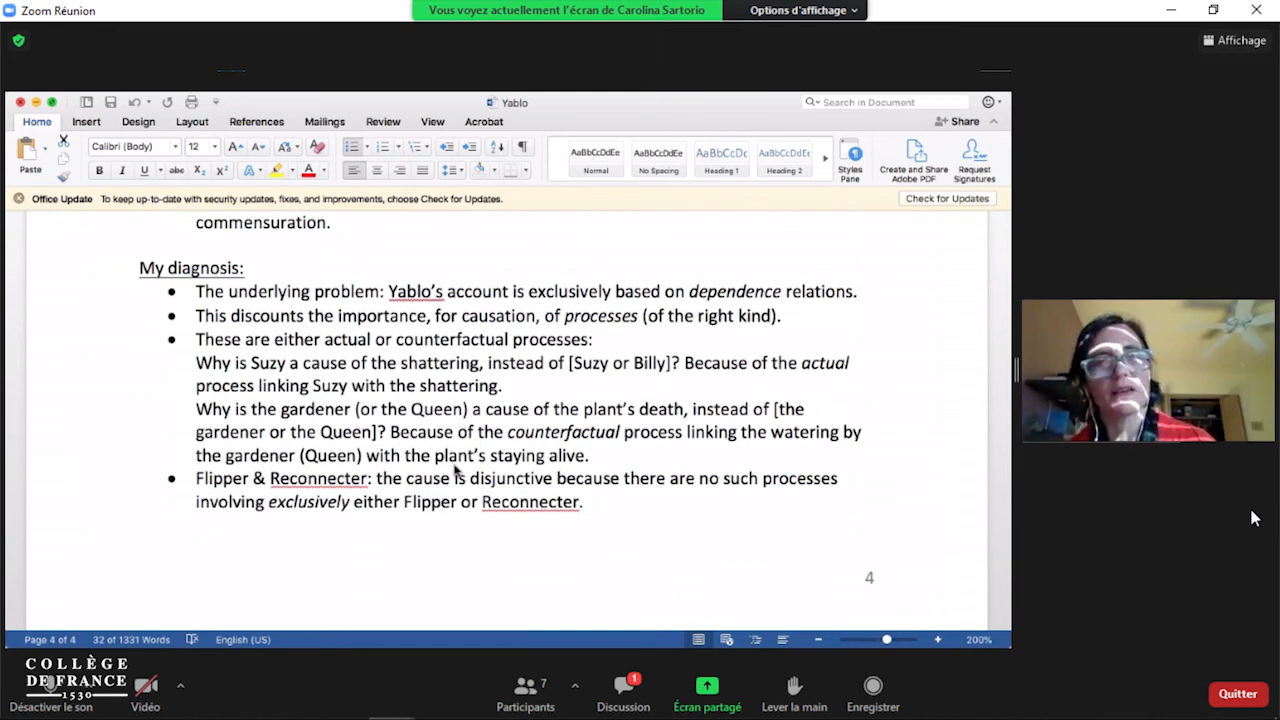 Zoom Réunion
Vous voyez actuellement l'écran de Carolina Sartorio
Options d'affichage
Affichage
Yablo
Search in Document
Home Insert Design Layout References Mailings Review View Acrobat
Share
Paste
Calibri (Body) 12
B I U abc X₂ X² A A
AaBbCcDdEe AaBbCcDdEe AaBbCcDc AaBbCcDdEe
Normal No Spacing Heading 1 Heading 2
Styles Pane
Create and Share Adobe PDF
Request Signatures
Office Update To keep up-to-date with security updates, fixes, and improvements, choose Check for Updates.
Check for Updates
commensuration.
My diagnosis:
• The underlying problem: Yablo's account is exclusively based on dependence relations.
• This discounts the importance, for causation, of processes (of the right kind).
• These are either actual or counterfactual processes:
Why is Suzy a cause of the shattering, instead of [Suzy or Billy]? Because of the actual
process linking Suzy with the shattering.
Why is the gardener (or the Queen) a cause of the plant's death, instead of [the
gardener or the Queen]? Because of the counterfactual process linking the watering by
the gardener (Queen) with the plant's staying alive.
• Flipper & Reconnecter: the cause is disjunctive because there are no such processes
involving exclusively either Flipper or Reconnecter.
4
Page 4 of 4 32 of 1331 Words English (US)
200%
COLLÈGE
DE FRANCE
1530
Désactiver le son
Vidéo
7
Participants
1
Discussion
Écran partagé
Lever la main
Enregistrer
Quitter